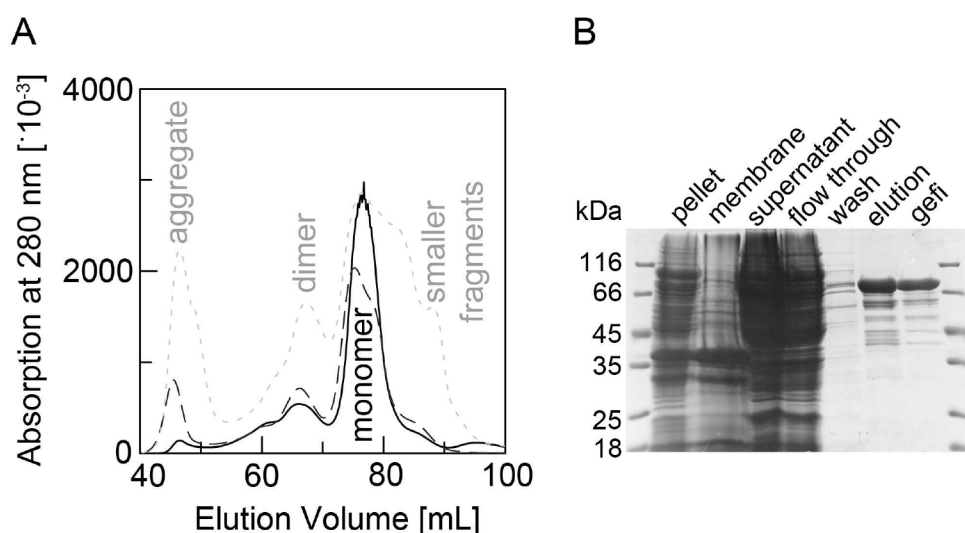 A
Absorption at 280 nm [·10⁻³]
4000
2000
0
40
60
80
100
Elution Volume [mL]
aggregate
dimer
monomer
smaller
fragments
B
kDa
pellet
membrane
supernatant
flow through
wash
elution
gefi
116
66
45
35
25
18